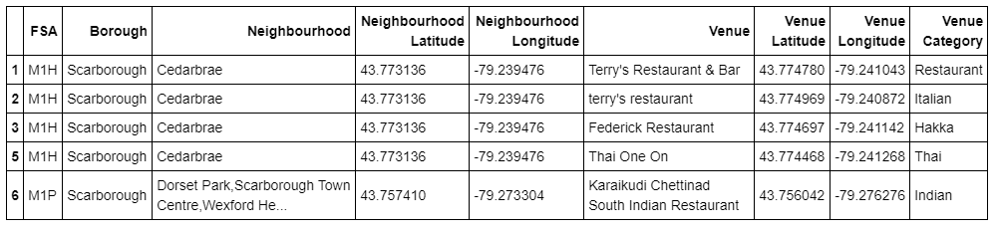 FSA Borough Neighbourhood Neighbourhood Latitude Neighbourhood Longitude Venue Venue Latitude Venue Longitude Venue Category
1 M1H Scarborough Cedarbrae 43.773136 -79.239476 Terry's Restaurant & Bar 43.774780 -79.241043 Restaurant
2 M1H Scarborough Cedarbrae 43.773136 -79.239476 terry's restaurant 43.774969 -79.240872 Italian
3 M1H Scarborough Cedarbrae 43.773136 -79.239476 Federick Restaurant 43.774697 -79.241142 Hakka
5 M1H Scarborough Cedarbrae 43.773136 -79.239476 Thai One On 43.774468 -79.241268 Thai
6 M1P Scarborough Dorset Park,Scarborough Town Centre,Wexford He... 43.757410 -79.273304 Karaikudi Chettinad South Indian Restaurant 43.756042 -79.276276 Indian